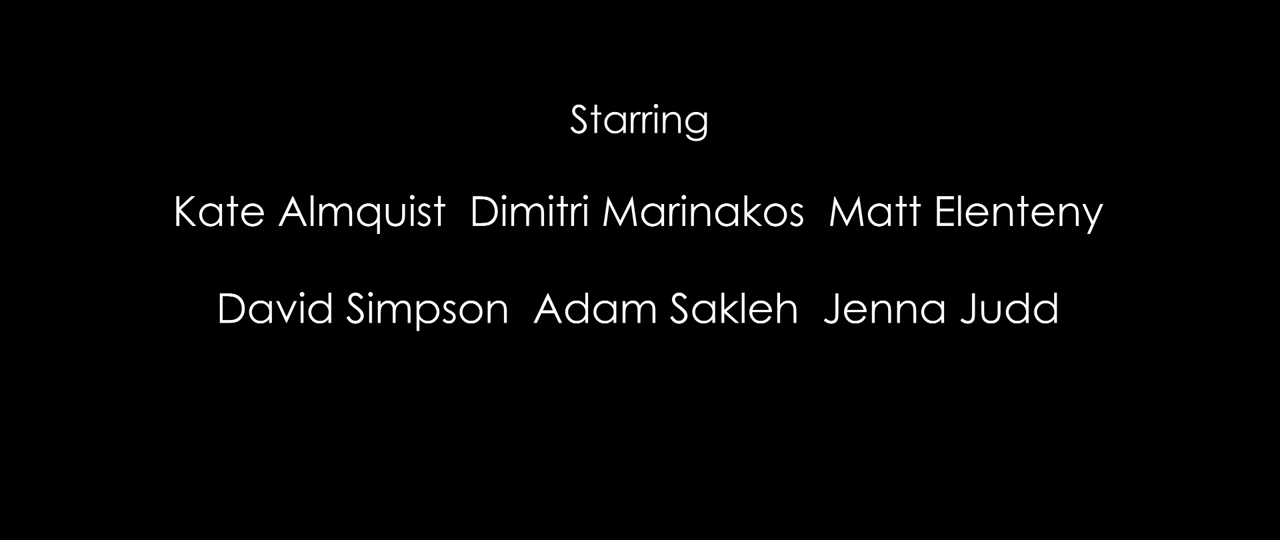 Starring
Kate Almquist  Dimitri Marinakos  Matt Elenteny
David Simpson  Adam Sakleh  Jenna Judd